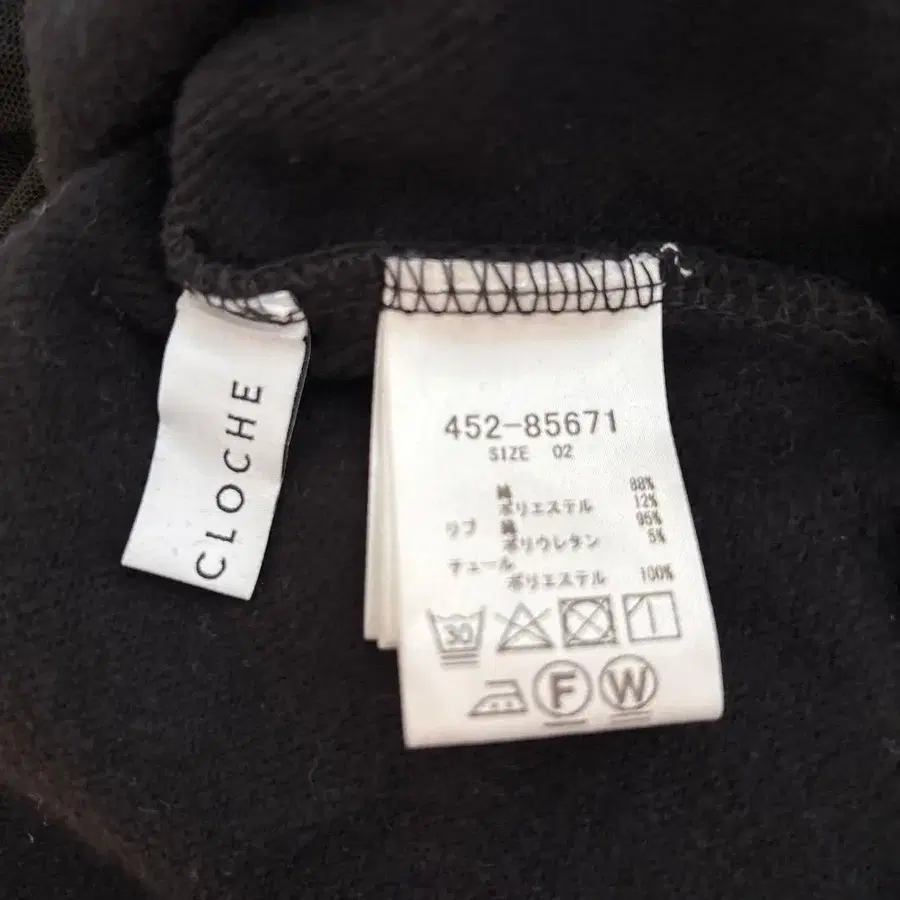 CLOCHE
452-85671
SIZE 02
綿 88%
ポリエステル 12%
リブ 綿 95%
ポリウレタン 5%
チュール
ポリエステル 100%
30
F W